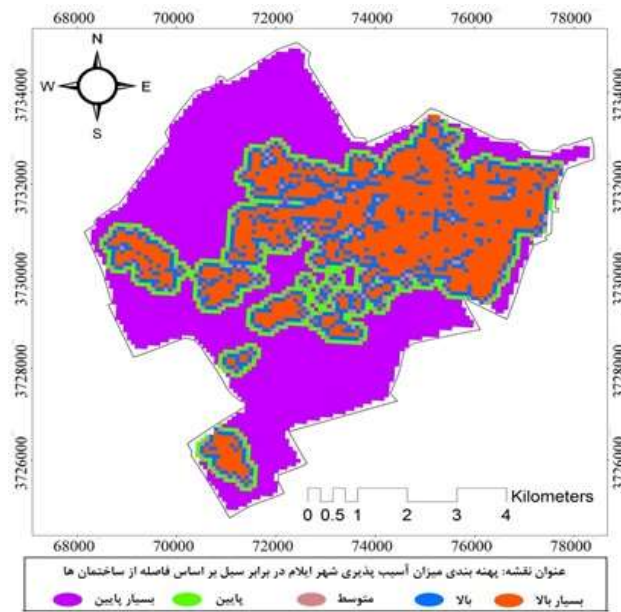 68000 70000 72000 74000 76000 78000
N
W E
S
3734000 3734000
3732000 3732000
3730000 3730000
3728000 3728000
3726000 3726000
Kilometers
0 0.5 1 2 3 4
68000 70000 72000 74000 76000 78000
عنوان نقشه: پهنه بندی میزان آسیب پذیری شهر ایلام در برابر سیل بر اساس فاصله از ساختمان ها
بسیار بالا بالا متوسط پایین بسیار پایین